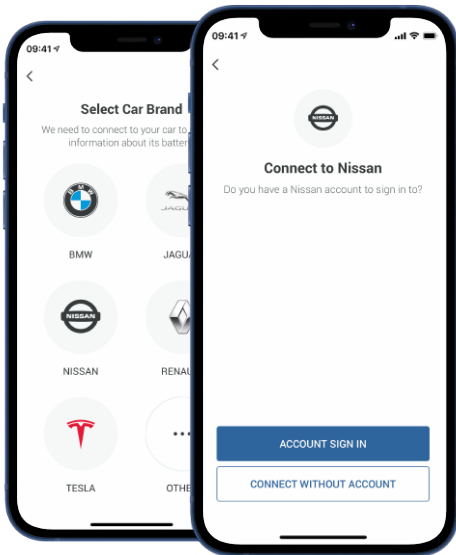 09:41
Select Car Brand
We need to connect to your car to
information about its batter
BMW
BMW
JAGUA
JAGUA
NISSAN
NISSAN
RENAU
TESLA
OTHE
09:41
NISSAN
Connect to Nissan
Do you have a Nissan account to sign in to?
ACCOUNT SIGN IN
CONNECT WITHOUT ACCOUNT